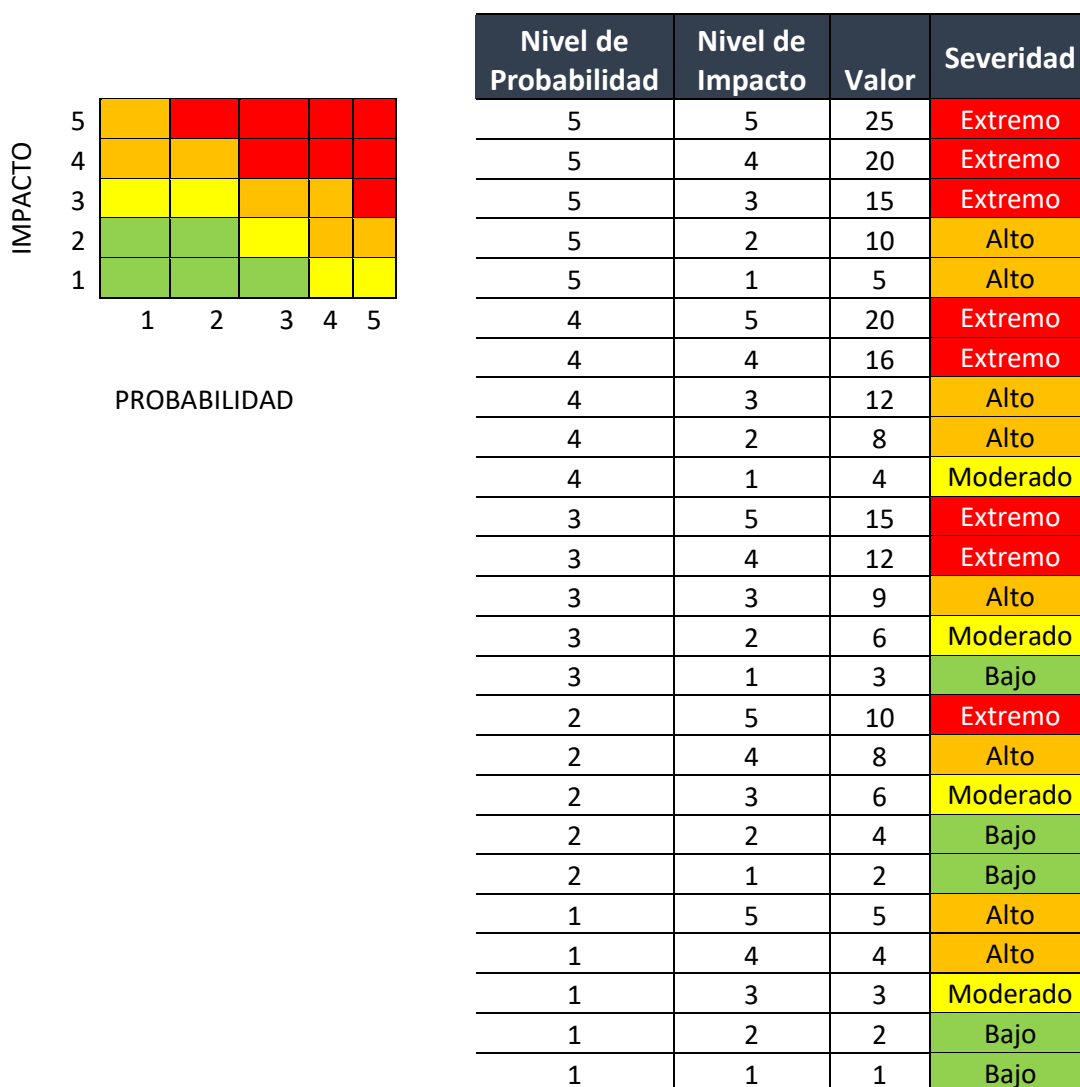 IMPACTO
5
4
3
2
1
1 2 3 4 5
PROBABILIDAD
Nivel de Probabilidad Nivel de Impacto Valor Severidad
5 5 25 Extremo
5 4 20 Extremo
5 3 15 Extremo
5 2 10 Alto
5 1 5 Alto
4 5 20 Extremo
4 4 16 Extremo
4 3 12 Alto
4 2 8 Alto
4 1 4 Moderado
3 5 15 Extremo
3 4 12 Extremo
3 3 9 Alto
3 2 6 Moderado
3 1 3 Bajo
2 5 10 Extremo
2 4 8 Alto
2 3 6 Moderado
2 2 4 Bajo
2 1 2 Bajo
1 5 5 Alto
1 4 4 Alto
1 3 3 Moderado
1 2 2 Bajo
1 1 1 Bajo